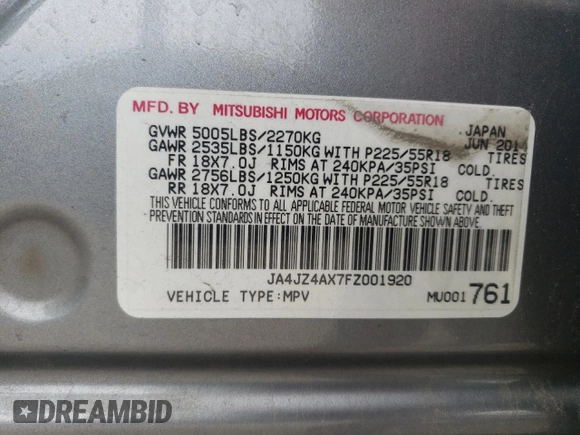 MFD. BY MITSUBISHI MOTORS CORPORATION
GVWR 5005LBS/2270KG JAPAN
GAWR 2535LBS/1150KG WITH P225/55R18 JUN 201
FR 18X7.0J RIMS AT 240KPA/35PSI COLD. TIRES
GAWR 2756LBS/1250KG WITH P225/55R18 TIRES
RR 18X7.0J RIMS AT 240KPA/35PSI COLD.
THIS VEHICLE CONFORMS TO ALL APPLICABLE FEDERAL MOTOR VEHICLE SAFETY AND THEFT
PREVENTION STANDARDS IN EFFECT ON THE DATE OF MANUFACTURE SHOWN ABOVE.
JA4JZ4AX7FZ001920
VEHICLE TYPE:MPV MU001 761
DREAMBID